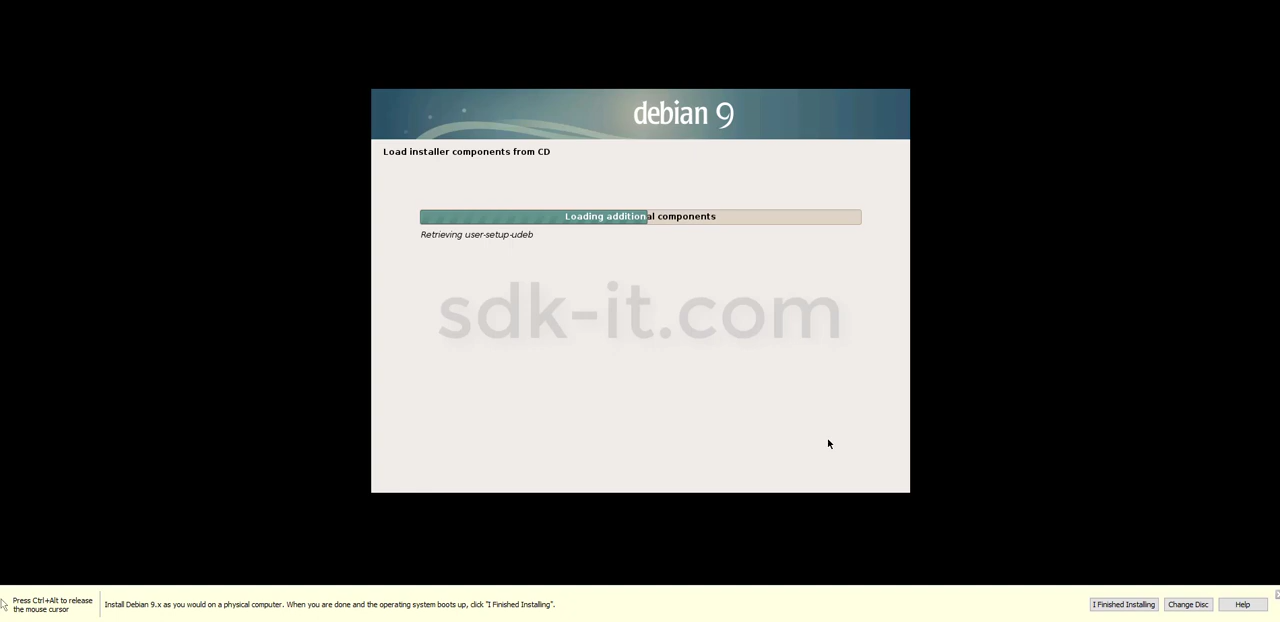 debian 9
Load installer components from CD
Loading additional components
Retrieving user-setup-udeb
sdk-it.com
Press Ctrl+Alt to release
the mouse cursor
Install Debian 9.x as you would on a physical computer. When you are done and the operating system boots up, click "I Finished Installing".
I Finished Installing
Change Disc
Help